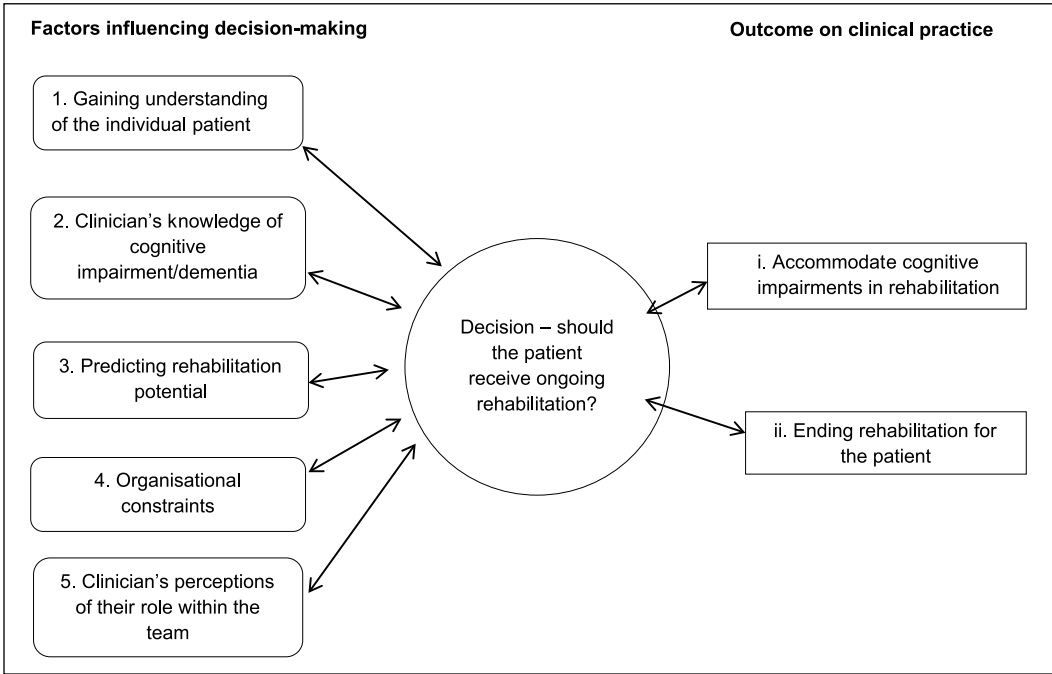 Factors influencing decision-making
Outcome on clinical practice
1. Gaining understanding
of the individual patient
2. Clinician’s knowledge of
cognitive
impairment/dementia
3. Predicting rehabilitation
potential
4. Organisational
constraints
5. Clinician’s perceptions
of their role within the
team
Decision – should
the patient
receive ongoing
rehabilitation?
i. Accommodate cognitive
impairments in rehabilitation
ii. Ending rehabilitation for
the patient